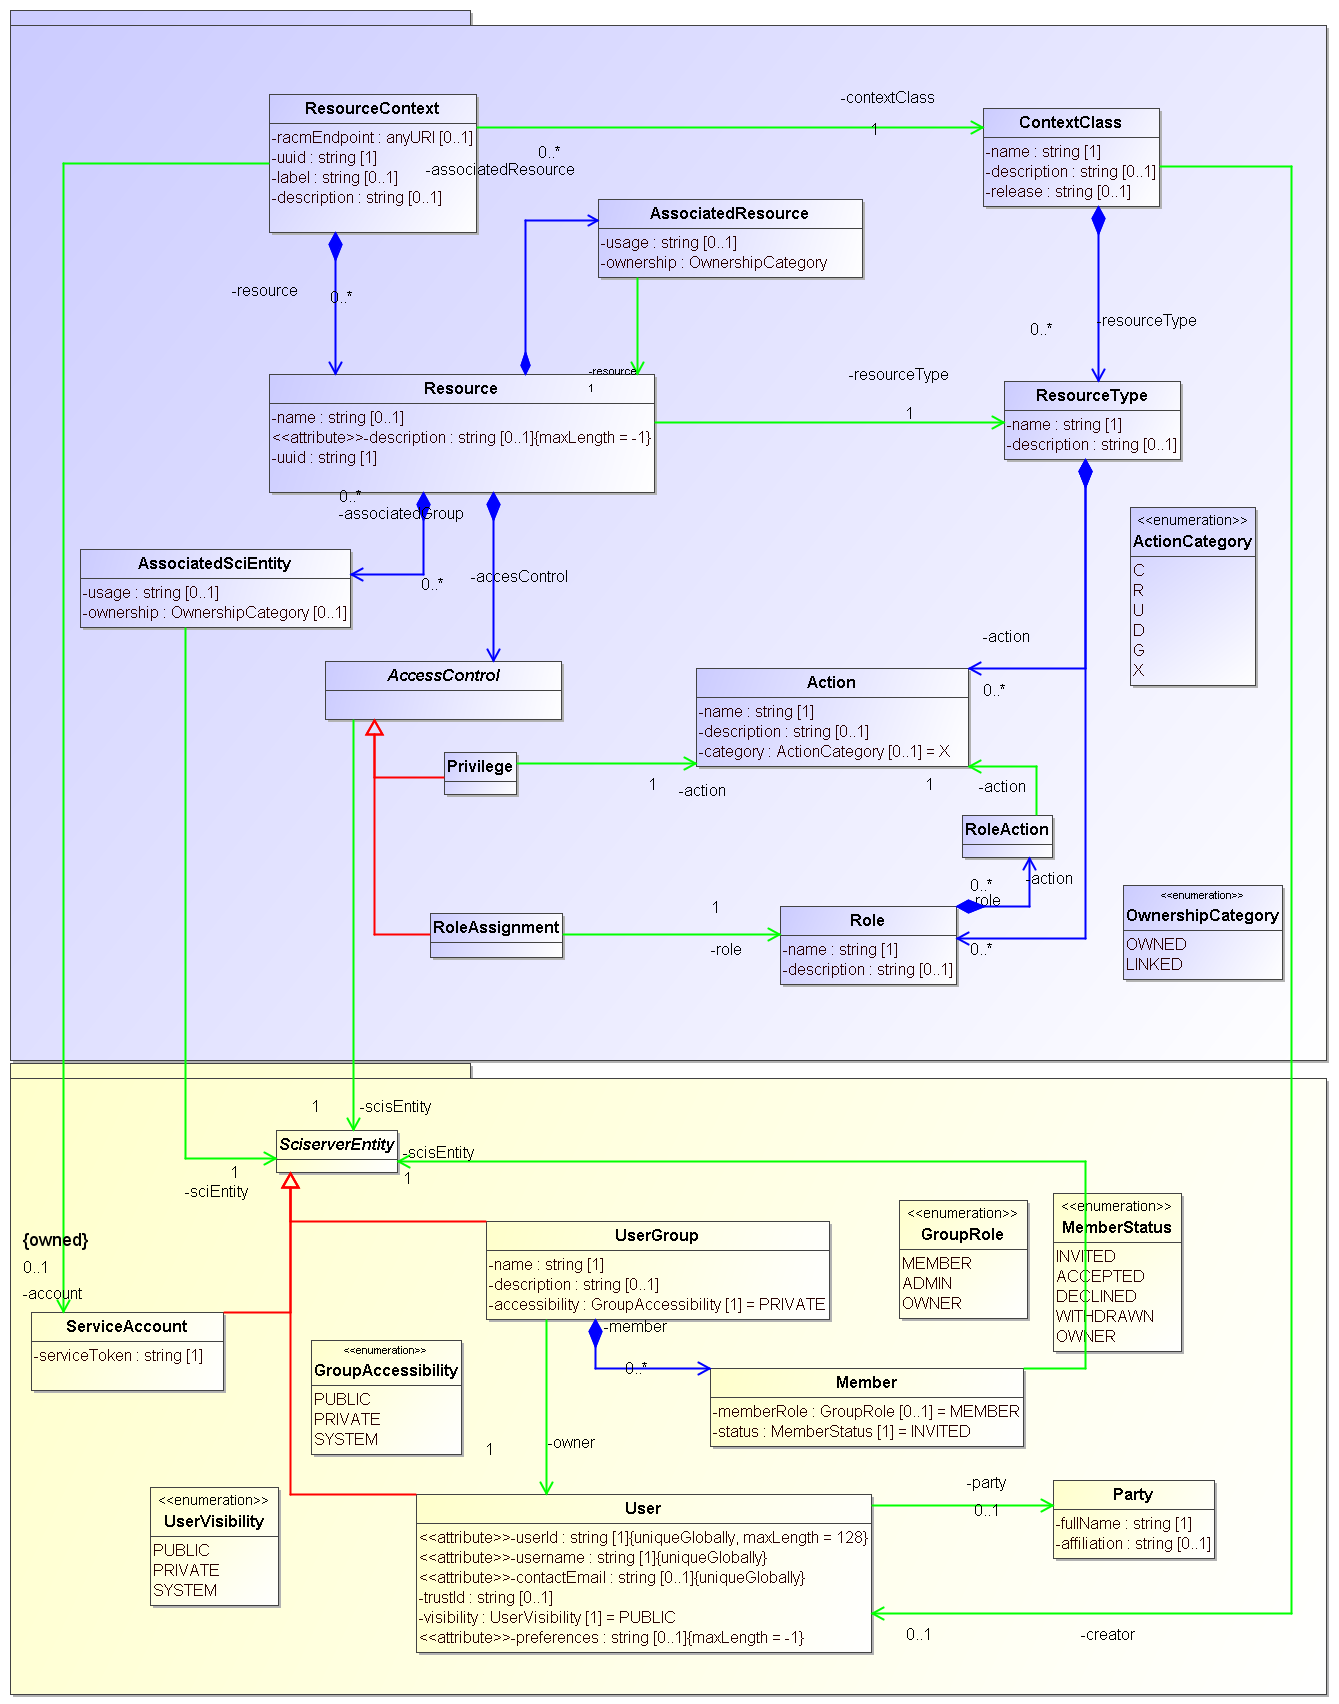 -contextClass
1
ResourceContext
-racmEndpoint : anyURI [0..1]
-uuid : string [1]
-label : string [0..1]
-description : string [0..1]
ContextClass
-name : string [1]
-description : string [0..1]
-release : string [0..1]
0..*
-associatedResource
AssociatedResource
-usage : string [0..1]
-ownership : OwnershipCategory
-resource
0..*
0..*
-resourceType
-resource
1
-resourceType
1
Resource
-name : string [0..1]
<<attribute>>-description : string [0..1]{maxLength = -1}
-uuid : string [1]
ResourceType
-name : string [1]
-description : string [0..1]
0..*
-associatedGroup
<<enumeration>>
ActionCategory
C
R
U
D
G
X
AssociatedSciEntity
-usage : string [0..1]
-ownership : OwnershipCategory [0..1]
0..*
-accesControl
-action
0..*
AccessControl
Action
-name : string [1]
-description : string [0..1]
-category : ActionCategory [0..1] = X
Privilege
1
-action
1
-action
RoleAction
0..*
-action
-role
0..*
RoleAssignment
1
-role
Role
-name : string [1]
-description : string [0..1]
<<enumeration>>
OwnershipCategory
OWNED
LINKED
1
-scisEntity
SciserverEntity
-scisEntity
1
1
-sciEntity
{owned}
0..1
-account
ServiceAccount
-serviceToken : string [1]
UserGroup
-name : string [1]
-description : string [0..1]
-accessibility : GroupAccessibility [1] = PRIVATE
<<enumeration>>
GroupRole
MEMBER
ADMIN
OWNER
<<enumeration>>
MemberStatus
INVITED
ACCEPTED
DECLINED
WITHDRAWN
OWNER
<<enumeration>>
GroupAccessibility
PUBLIC
PRIVATE
SYSTEM
-member
0..*
Member
-memberRole : GroupRole [0..1] = MEMBER
-status : MemberStatus [1] = INVITED
1
-owner
<<enumeration>>
UserVisibility
PUBLIC
PRIVATE
SYSTEM
User
<<attribute>>-userId : string [1]{uniqueGlobally, maxLength = 128}
<<attribute>>-username : string [1]{uniqueGlobally}
<<attribute>>-contactEmail : string [0..1]{uniqueGlobally}
-trustId : string [0..1]
-visibility : UserVisibility [1] = PUBLIC
<<attribute>>-preferences : string [0..1]{maxLength = -1}
-party
0..1
Party
-fullName : string [1]
-affiliation : string [0..1]
0..1
-creator